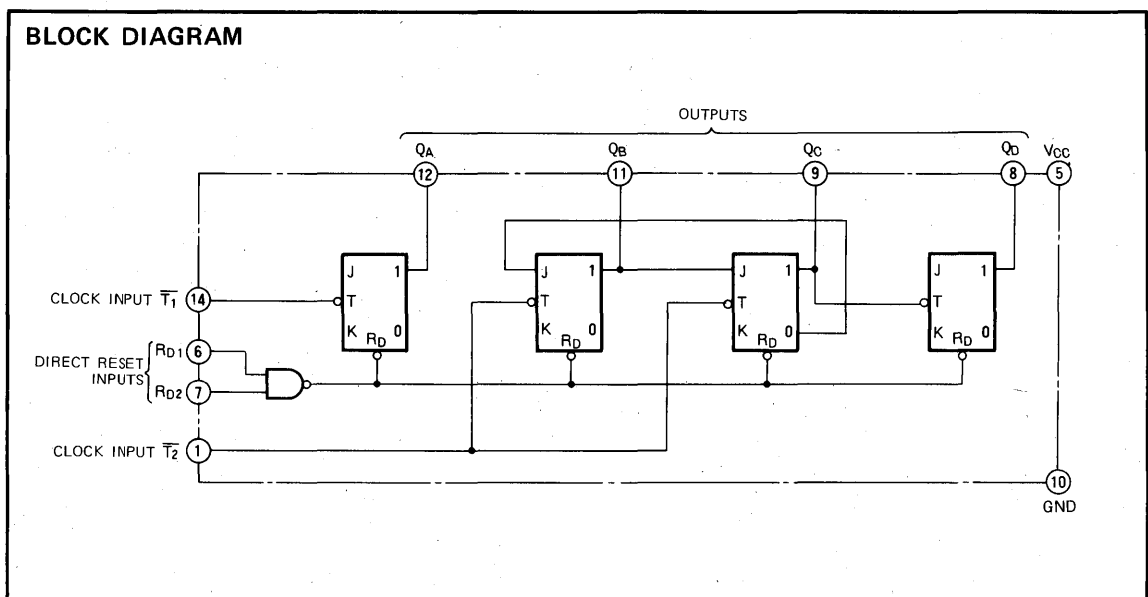 BLOCK DIAGRAM
OUTPUTS
QA QB QC QD VCC
12 11 9 8 5
J 1 J 1 J 1 J 1
CLOCK INPUT T̅1̅ 14 T T T T
K 0 K 0 K 0 K 0
RD RD RD RD
DIRECT RESET INPUTS
RD1 6
RD2 7
CLOCK INPUT T̅2̅ 1
10
GND